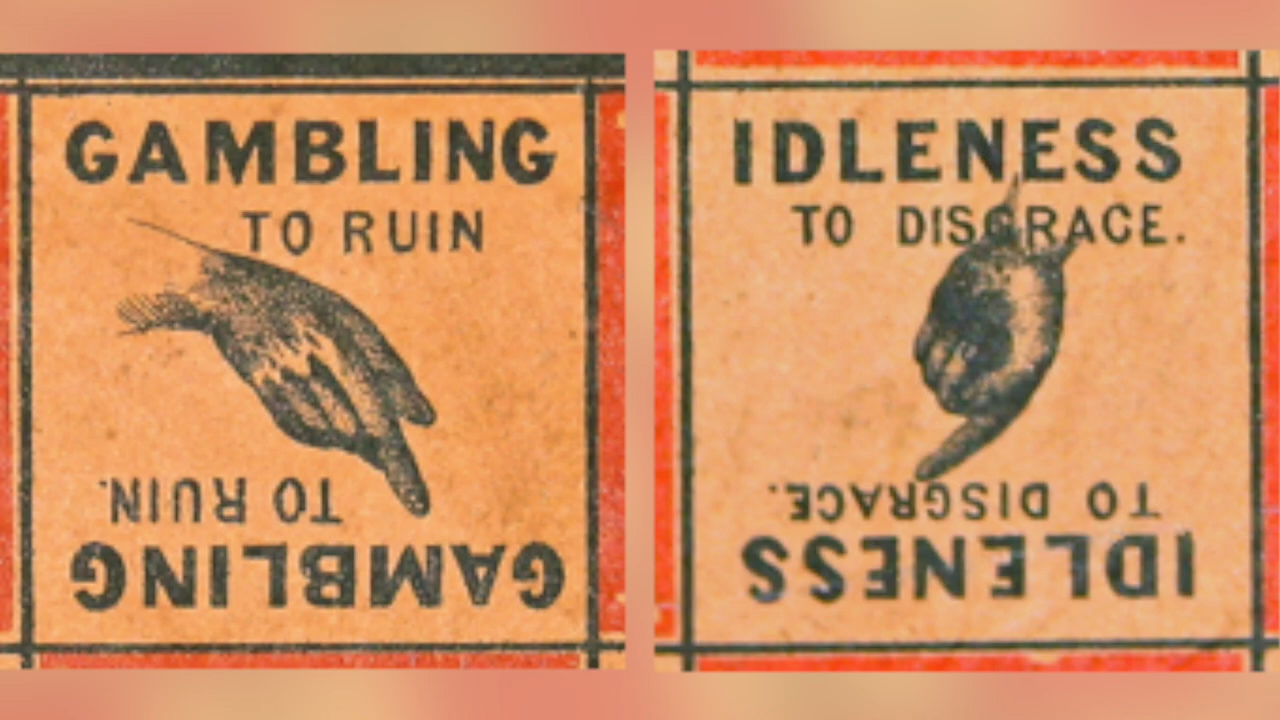 GAMBLING
TO RUIN
TO RUIN.
GAMBLING
IDLENESS
TO DISGRACE.
TO DISGRACE.
IDLENESS